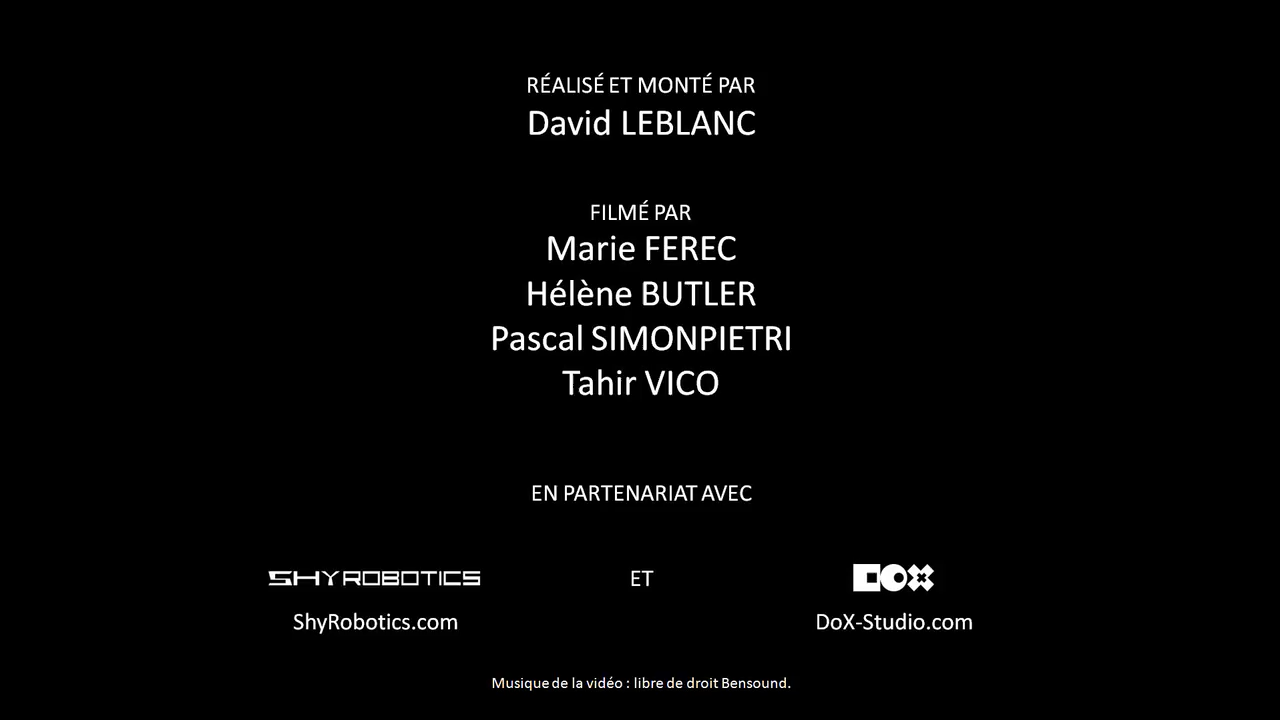 RÉALISÉ ET MONTÉ PAR
David LEBLANC
FILMÉ PAR
Marie FEREC
Hélène BUTLER
Pascal SIMONPIETRI
Tahir VICO
EN PARTENARIAT AVEC
SHYROBOTICS ET DOX
ShyRobotics.com DoX-Studio.com
Musique de la vidéo : libre de droit Bensound.